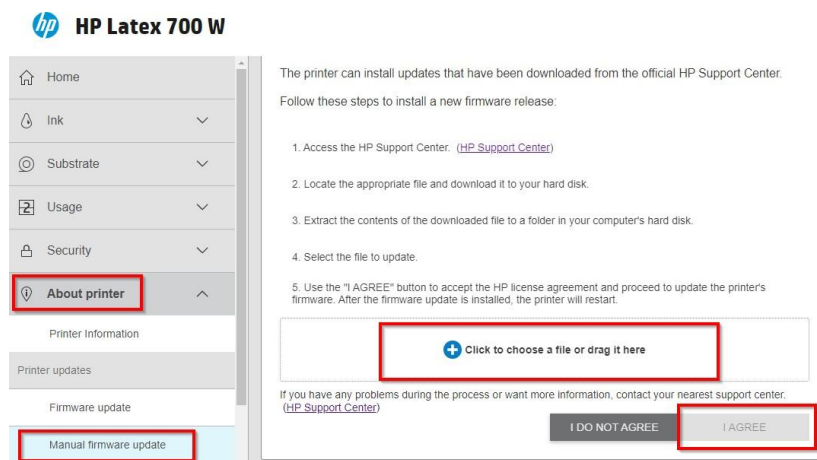 hp HP Latex 700 W
Home
Ink
Substrate
Usage
Security
About printer
Printer Information
Printer updates
Firmware update
Manual firmware update
The printer can install updates that have been downloaded from the official HP Support Center.
Follow these steps to install a new firmware release:
1. Access the HP Support Center. (HP Support Center)
2. Locate the appropriate file and download it to your hard disk.
3. Extract the contents of the downloaded file to a folder in your computer's hard disk.
4. Select the file to update.
5. Use the "I AGREE" button to accept the HP license agreement and proceed to update the printer's
firmware. After the firmware update is installed, the printer will restart.
Click to choose a file or drag it here
If you have any problems during the process or want more information, contact your nearest support center.
(HP Support Center)
I DO NOT AGREE
I AGREE